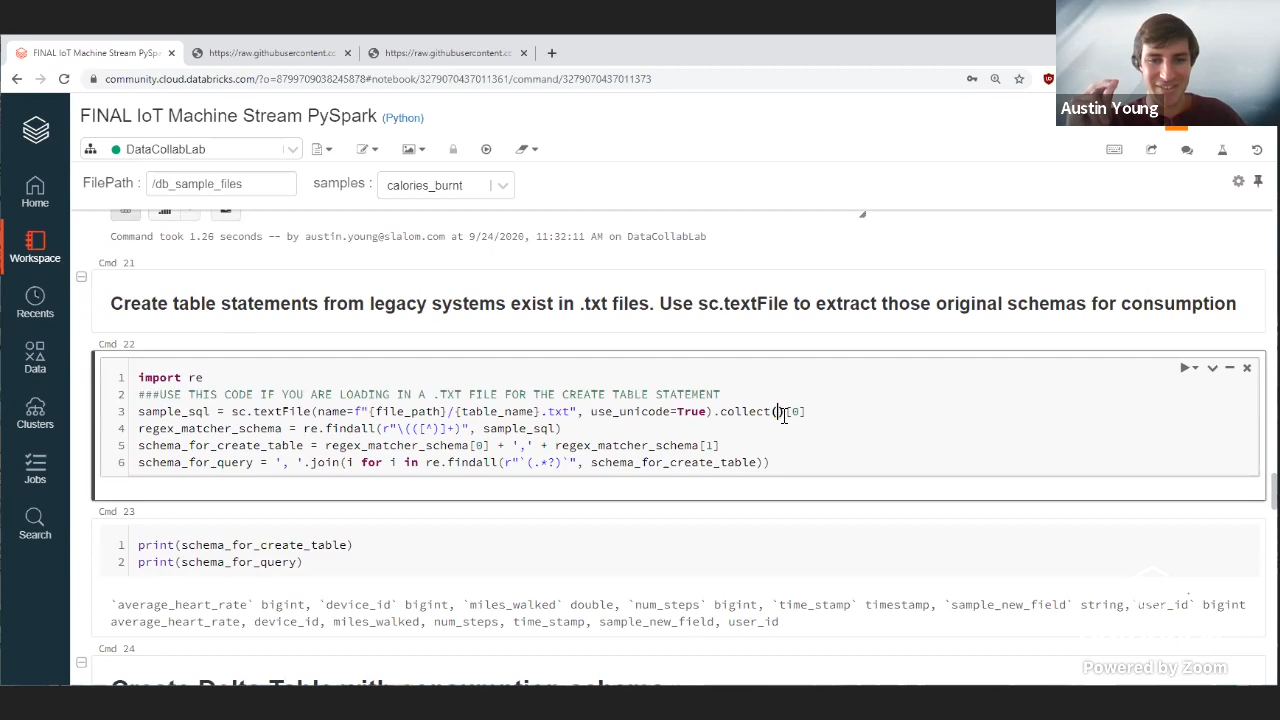 FINAL IoT Machine Stream PySpa
https://raw.githubusercontent.cc
https://raw.githubusercontent.cc
community.cloud.databricks.com/?o=8799709038245878#notebook/3279070437011361/command/3279070437011373
Austin Young
FINAL IoT Machine Stream PySpark (Python)
DataCollabLab
FilePath : /db_sample_files samples : calories_burnt
Home
Workspace
Recents
Data
Clusters
Jobs
Search
Command took 1.26 seconds -- by austin.young@slalom.com at 9/24/2020, 11:32:11 AM on DataCollabLab
Cmd 21
Create table statements from legacy systems exist in .txt files. Use sc.textFile to extract those original schemas for consumption
Cmd 22
1 import re
2 ###USE THIS CODE IF YOU ARE LOADING IN A .TXT FILE FOR THE CREATE TABLE STATEMENT
3 sample_sql = sc.textFile(name=f"{file_path}/{table_name}.txt", use_unicode=True).collect()[0]
4 regex_matcher_schema = re.findall(r"\(([^)]+)", sample_sql)
5 schema_for_create_table = regex_matcher_schema[0] + ',' + regex_matcher_schema[1]
6 schema_for_query = ', '.join(i for i in re.findall(r"`(.*?)`", schema_for_create_table))
Cmd 23
1 print(schema_for_create_table)
2 print(schema_for_query)
`average_heart_rate` bigint, `device_id` bigint, `miles_walked` double, `num_steps` bigint, `time_stamp` timestamp, `sample_new_field` string,`user_id` bigint
average_heart_rate, device_id, miles_walked, num_steps, time_stamp, sample_new_field, user_id
Cmd 24
Create Delta Table with consumption schema
Powered by Zoom